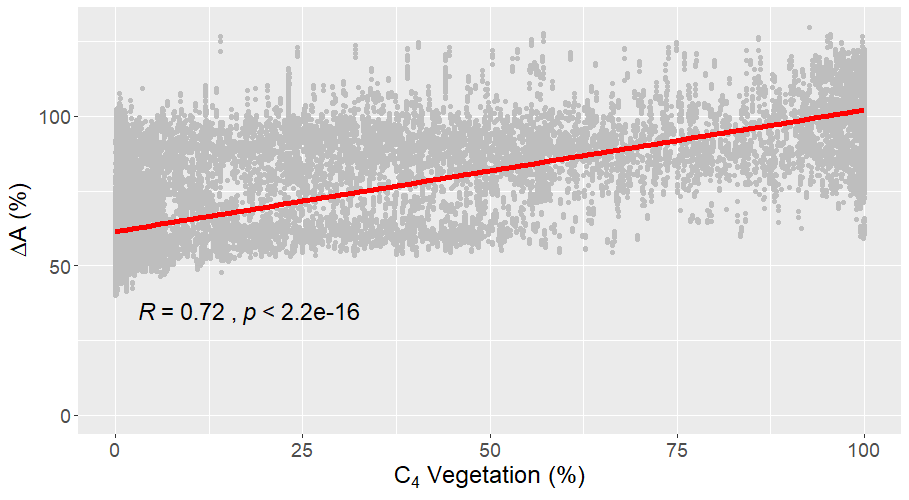 ΔA (%)
100
50
0
R = 0.72 , p < 2.2e-16
0 25 50 75 100
C₄ Vegetation (%)